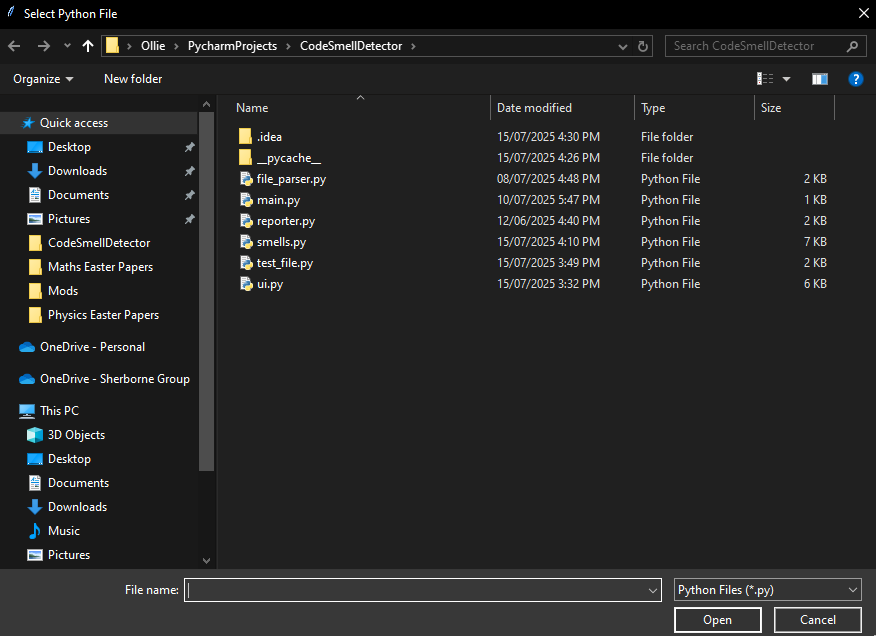 Select Python File
Ollie PycharmProjects CodeSmellDetector
Search CodeSmellDetector
Organize New folder
Name Date modified Type Size
Quick access
Desktop
Downloads
Documents
Pictures
CodeSmellDetector
Maths Easter Papers
Mods
Physics Easter Papers
OneDrive - Personal
OneDrive - Sherborne Group
This PC
3D Objects
Desktop
Documents
Downloads
Music
Pictures
.idea 15/07/2025 4:30 PM File folder
__pycache__ 15/07/2025 4:26 PM File folder
file_parser.py 08/07/2025 4:48 PM Python File 2 KB
main.py 10/07/2025 5:47 PM Python File 1 KB
reporter.py 12/06/2025 4:40 PM Python File 2 KB
smells.py 15/07/2025 4:10 PM Python File 7 KB
test_file.py 15/07/2025 3:49 PM Python File 2 KB
ui.py 15/07/2025 3:32 PM Python File 6 KB
File name: Python Files (*.py)
Open Cancel